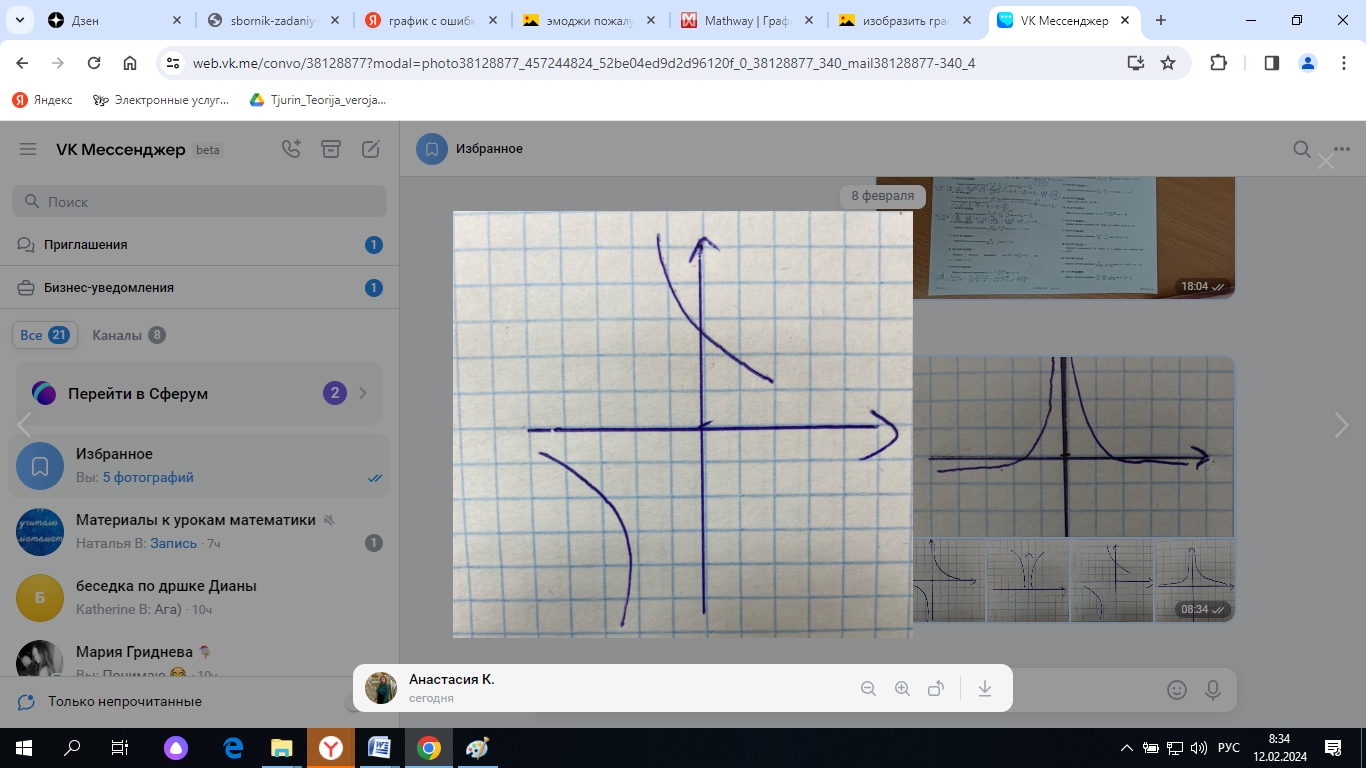 Дзен
sbornik-zadaniy
график с ошибк
эмоджи пожалу
Mathway | Граф
изобразить гра
VK Мессенджер
web.vk.me/convo/38128877?modal=photo38128877_457244824_52be04ed9d2d96120f_0_38128877_340_mail38128877-340_4
Яндекс
Электронные услуг...
Tjurin_Teorija_veroja...
VK Мессенджер beta
Избранное
Поиск
8 февраля
Приглашения 1
Бизнес-уведомления 1
18:04
Все 21
Каналы 8
Перейти в Сферум 2
Избранное
Вы: 5 фотографий
Материалы к урокам математики
Наталья В: Запись · 7ч
1
учителю
математ
Б
беседка по дршке Дианы
Katherine В: Ага) · 10ч
08:34
Мария Гриднева
Вы: Понимаю 10ч
Только непрочитанные
Анастасия К.
сегодня
РУС
8:34
12.02.2024